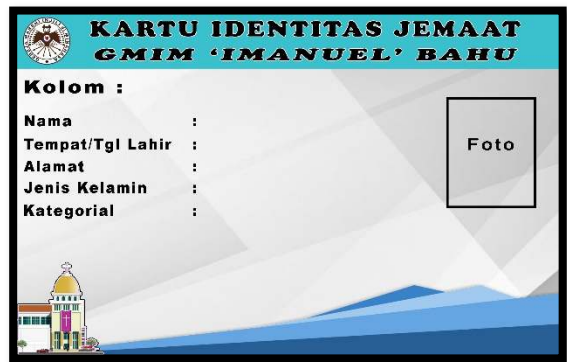 KARTU IDENTITAS JEMAAT
GMIM ‘IMANUEL’ BAHU
Kolom :
Nama :
Tempat/Tgl Lahir :
Alamat :
Jenis Kelamin :
Kategorial :
Foto